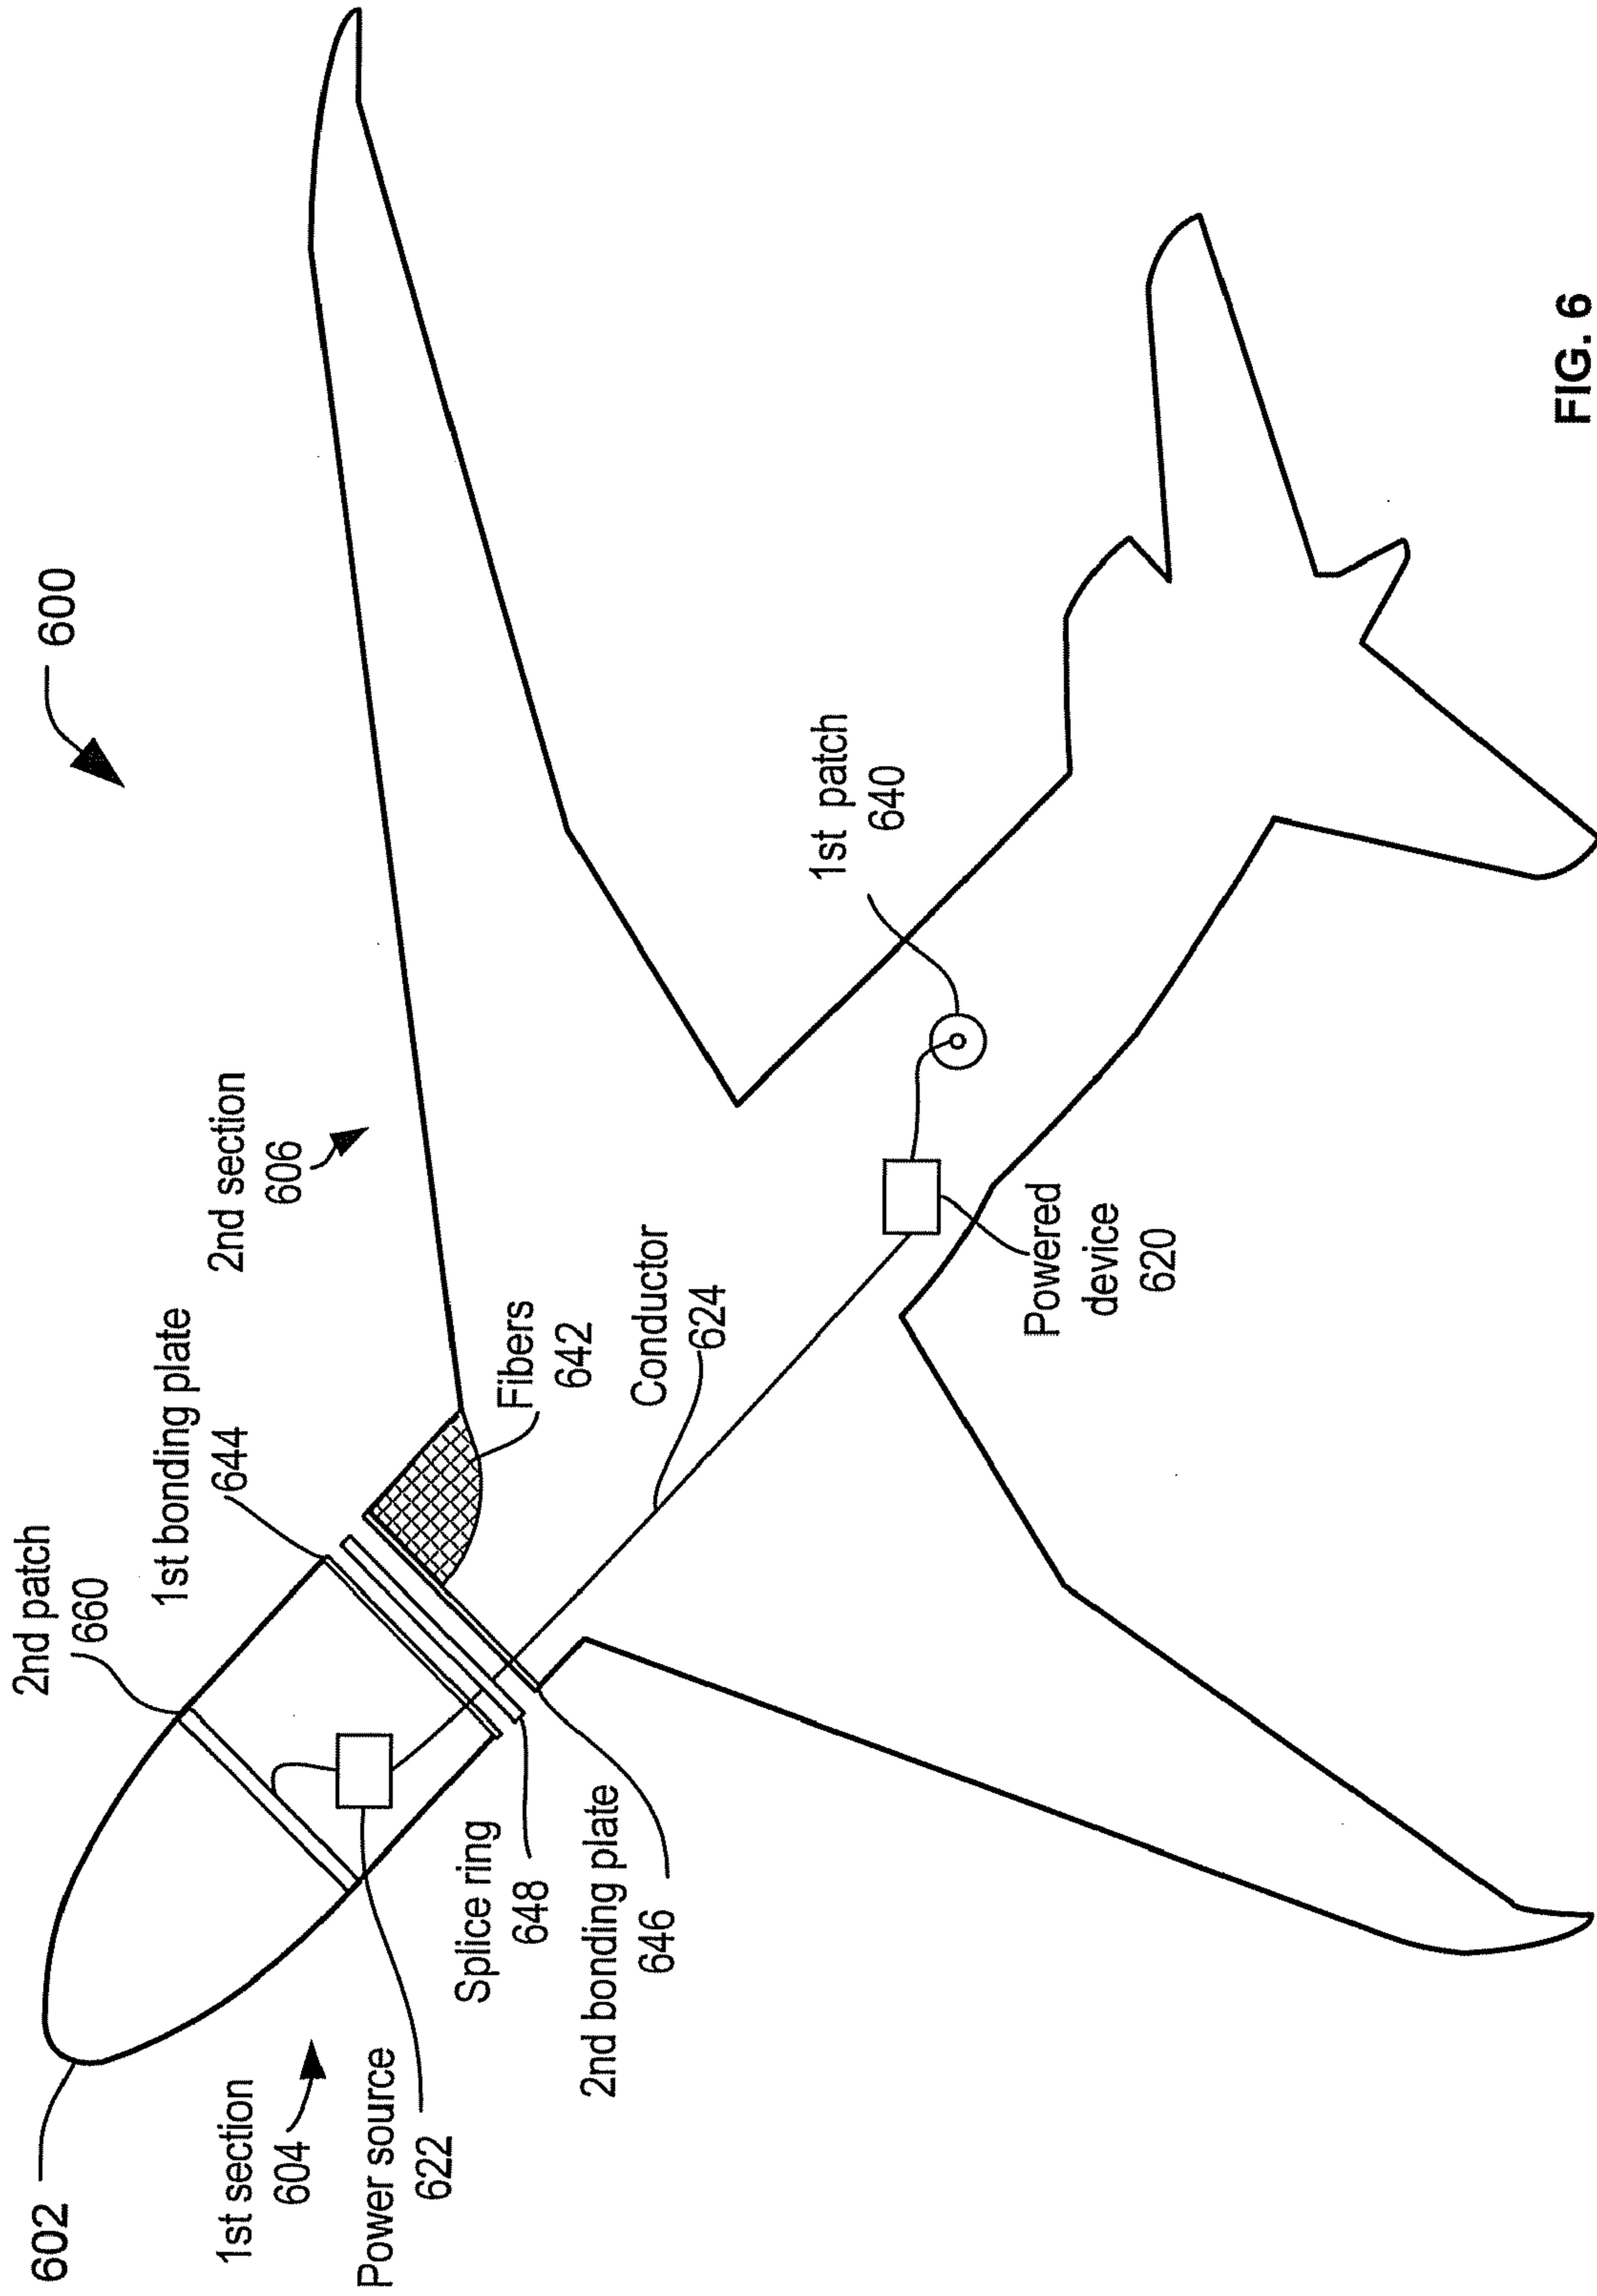 600
2nd patch
660
1st bonding plate
644
2nd section
606
602
1st section
604
Power source
622
Splice ring
648
2nd bonding plate
646
Fibers
642
Conductor
624
1st patch
640
Powered
device
620
FIG. 6